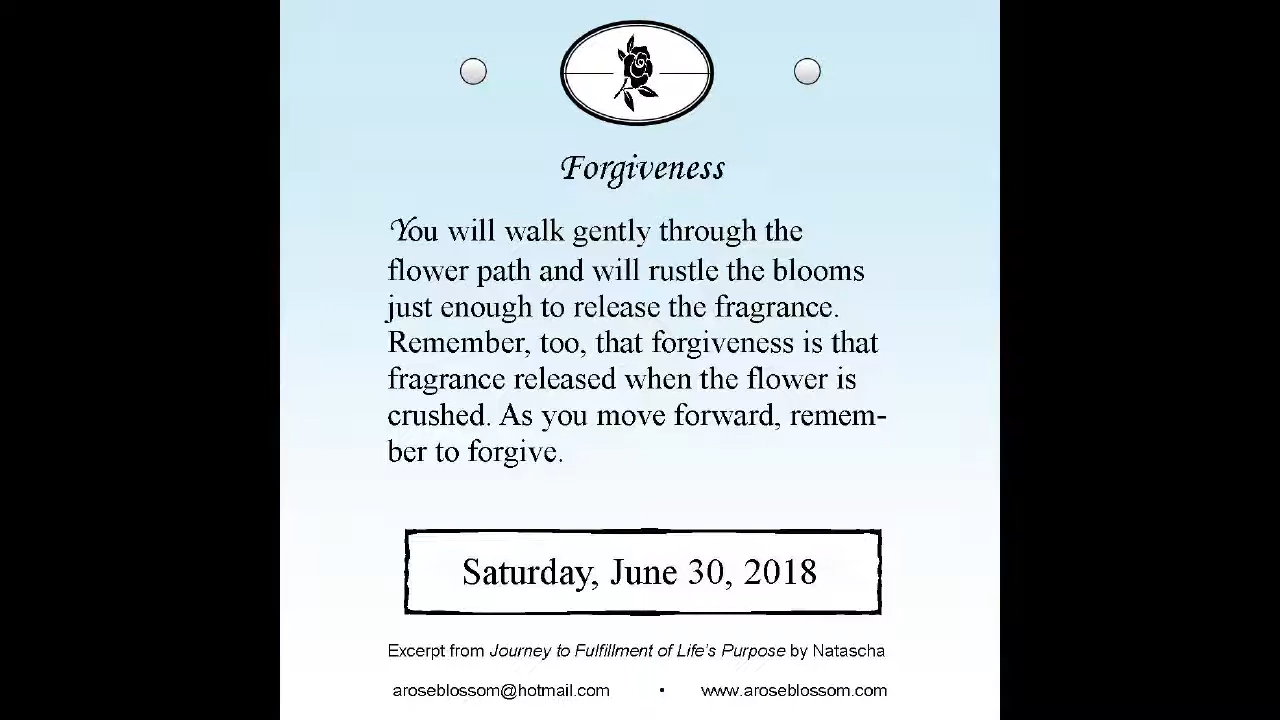 Forgiveness
You will walk gently through the
flower path and will rustle the blooms
just enough to release the fragrance.
Remember, too, that forgiveness is that
fragrance released when the flower is
crushed. As you move forward, remem-
ber to forgive.
Saturday, June 30, 2018
Excerpt from Journey to Fulfillment of Life's Purpose by Natascha
aroseblossom@hotmail.com • www.aroseblossom.com